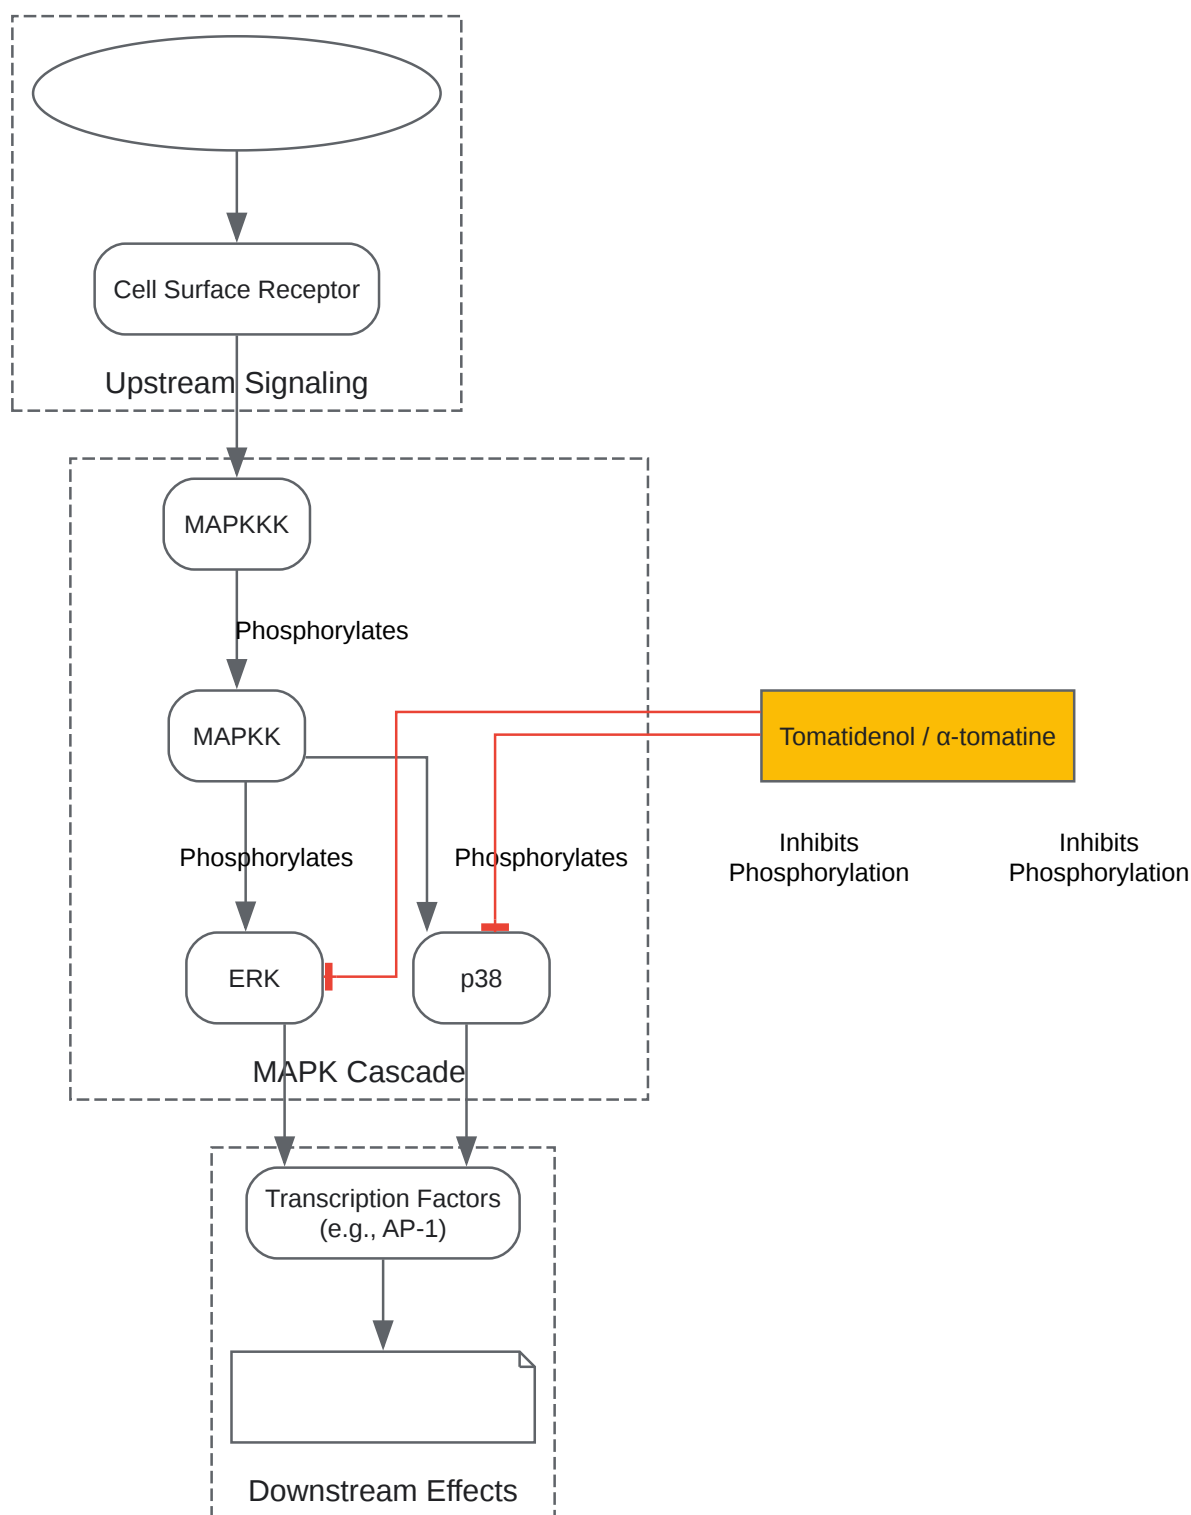 Cell Surface Receptor
Upstream Signaling
MAPKKK
Phosphorylates
MAPKK
Tomatidenol / α-tomatine
Phosphorylates
Phosphorylates
Inhibits
Phosphorylation
Inhibits
Phosphorylation
ERK
p38
MAPK Cascade
Transcription Factors
(e.g., AP-1)
Downstream Effects